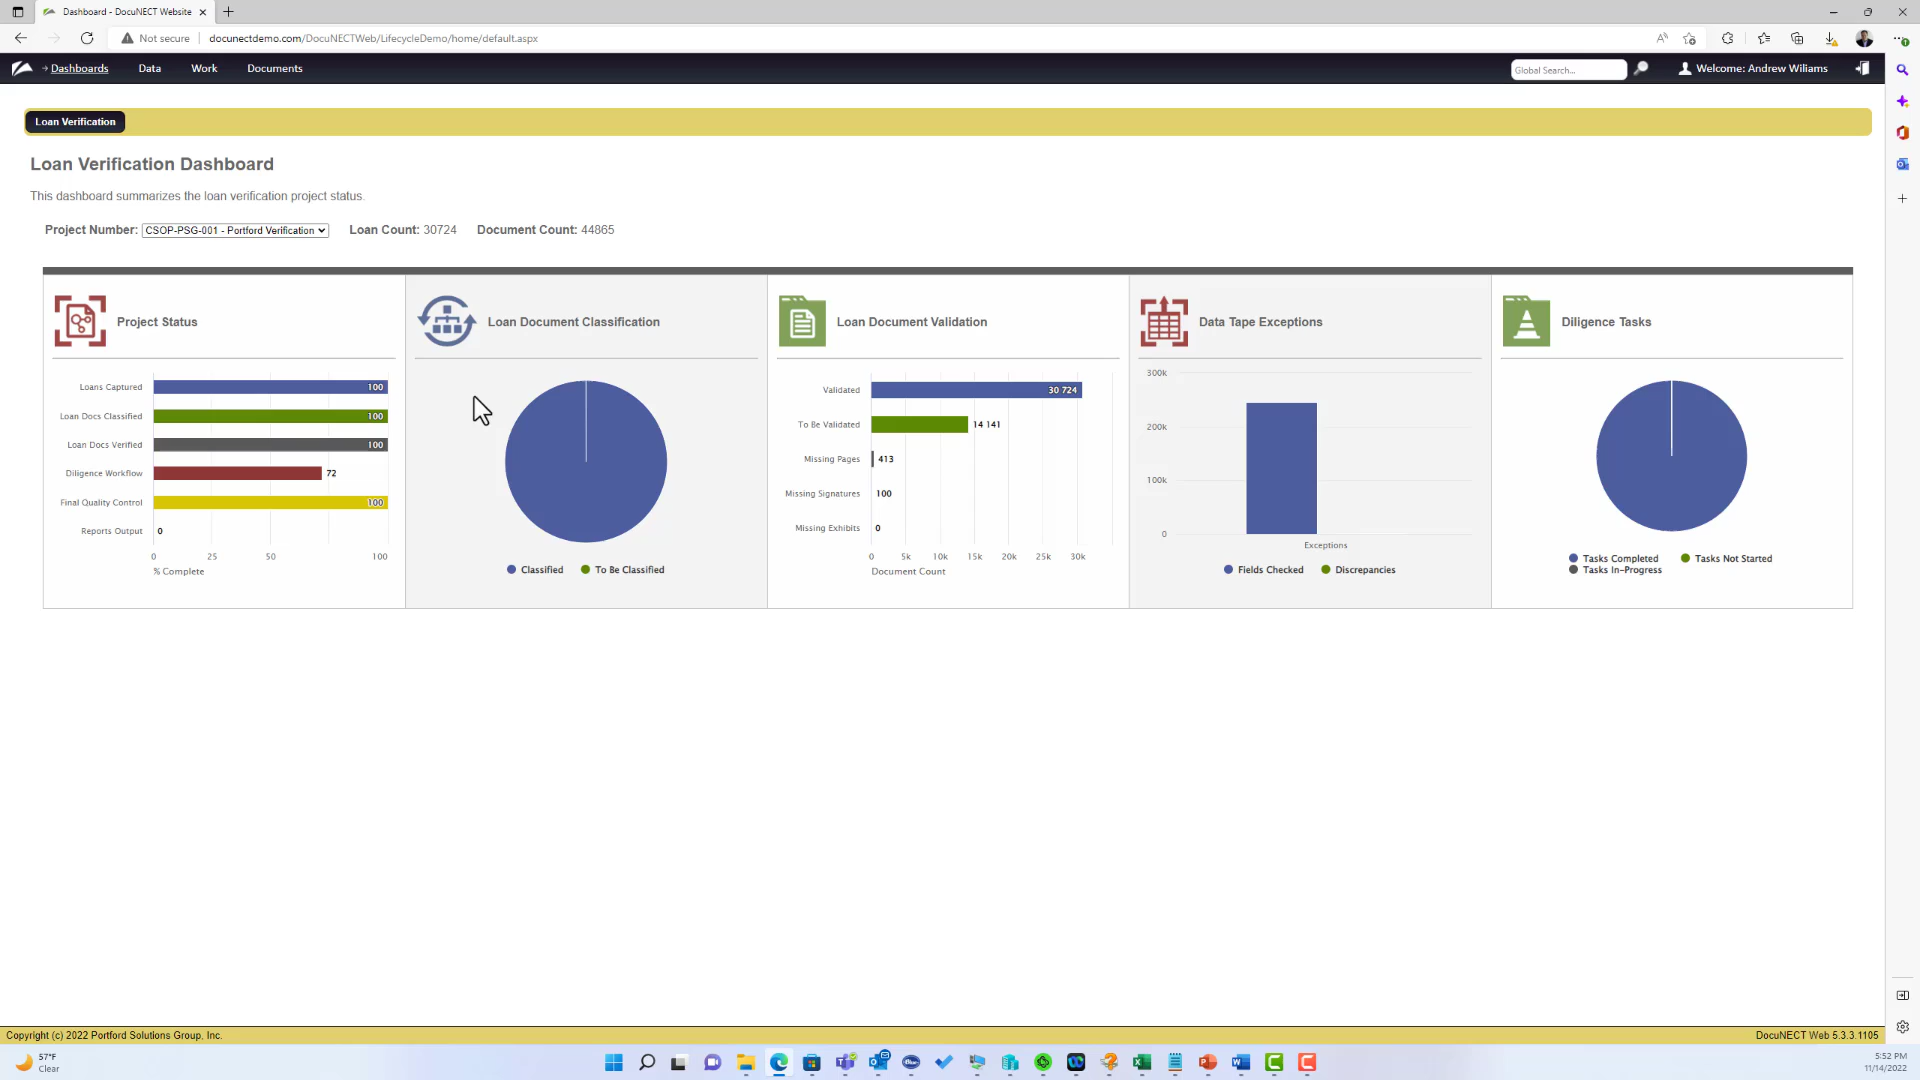 Dashboard - DocuNECT Website
Not secure
docunectdemo.com/DocuNECTWeb/LifecycleDemo/home/default.aspx
Dashboards
Data
Work
Documents
Global Search...
Welcome: Andrew Wiliams
Loan Verification
Loan Verification Dashboard
This dashboard summarizes the loan verification project status.
Project Number: CSOP-PSG-001 - Portford Verification
Loan Count: 30724
Document Count: 44865
Project Status
Loans Captured
100
Loan Docs Classified
100
Loan Docs Verified
100
Diligence Workflow
72
Final Quality Control
100
Reports Output
0
0 25 50 100
% Complete
Loan Document Classification
Classified
To Be Classified
Loan Document Validation
Validated
30 724
To Be Validated
14 141
Missing Pages
413
Missing Signatures
100
Missing Exhibits
0
0 5k 10k 15k 20k 25k 30k
Document Count
Data Tape Exceptions
300k
200k
100k
0
Exceptions
Fields Checked
Discrepancies
Diligence Tasks
Tasks Completed
Tasks Not Started
Tasks In-Progress
Copyright (c) 2022 Portford Solutions Group, Inc.
DocuNECT Web 5.3.3.1105
57°F
Clear
5:52 PM
11/14/2022